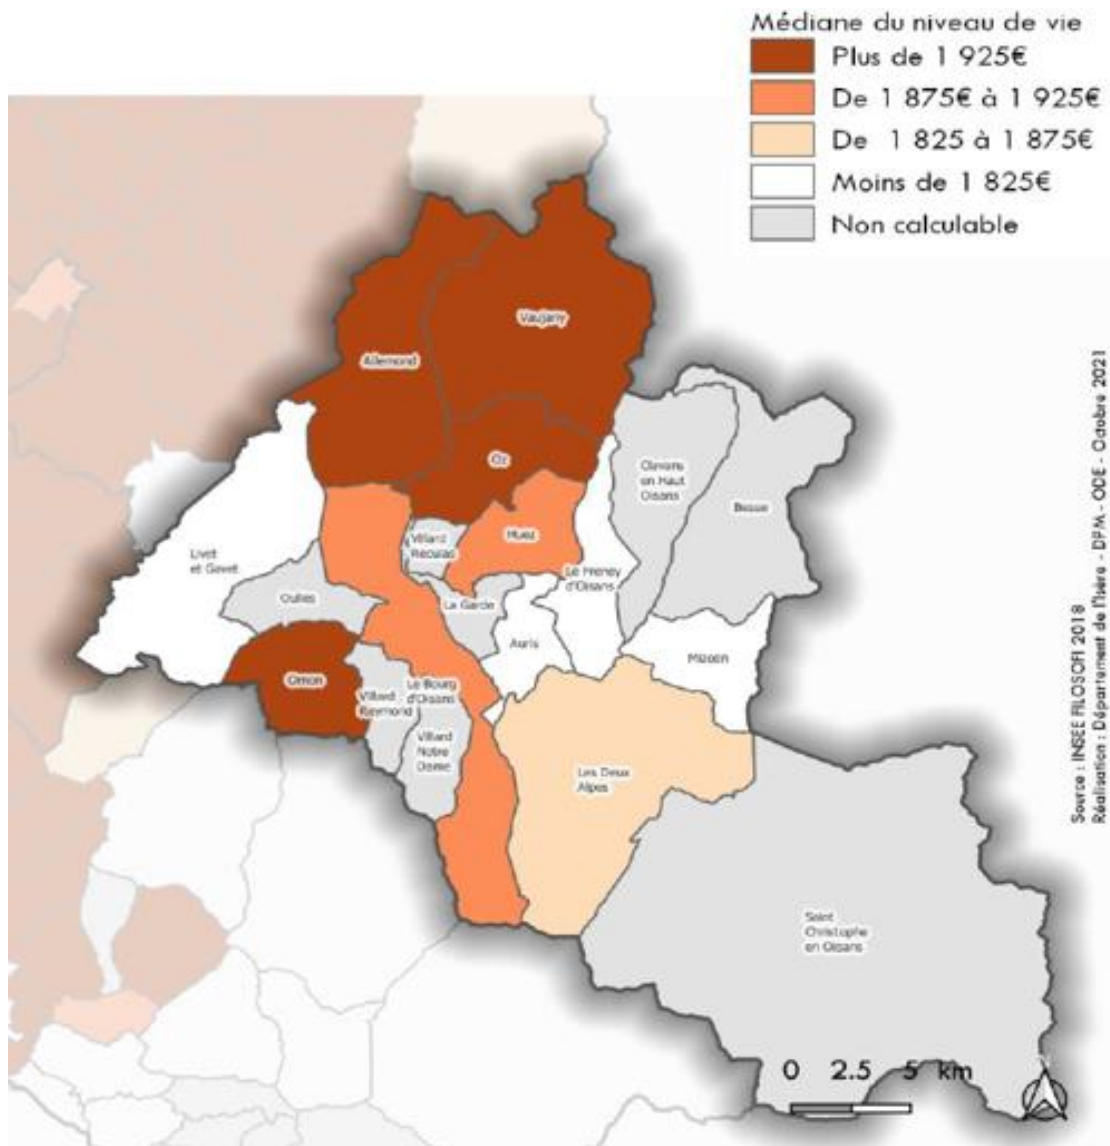 Médiane du niveau de vie
Plus de 1 925€
De 1 875€ à 1 925€
De 1 825 à 1 875€
Moins de 1 825€
Non calculable
Vaujany
Allemond
Oz
Clavans
en Haut
Oisans
Besse
Huez
Villard
Reculas
Livet
et Gavet
Le Freney
d'Oisans
Oulles
La Garde
Auris
Mizoën
Ornon
Villard
Reymond
Le Bourg
d'Oisans
Villard
Notre
Dame
Les Deux
Alpes
Saint
Christophe
en Oisans
0 2.5 5 km
N
Source : INSEE FILOSOFI 2018
Réalisation : Département de l'Isère - DPM - ODE - Octobre 2021